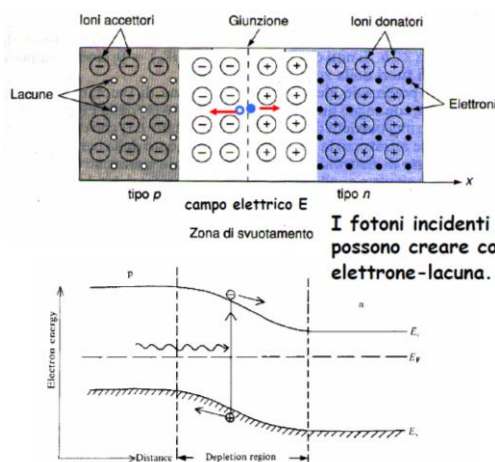 Ioni accettori
Giunzione
Ioni donatori
Lacune
Elettroni
tipo p
campo elettrico E
tipo n
x
Zona di svuotamento
I fotoni incidenti
possono creare co
elettrone-lacuna.
p
n
Electron energy
E
E
E
Distance
Depletion region